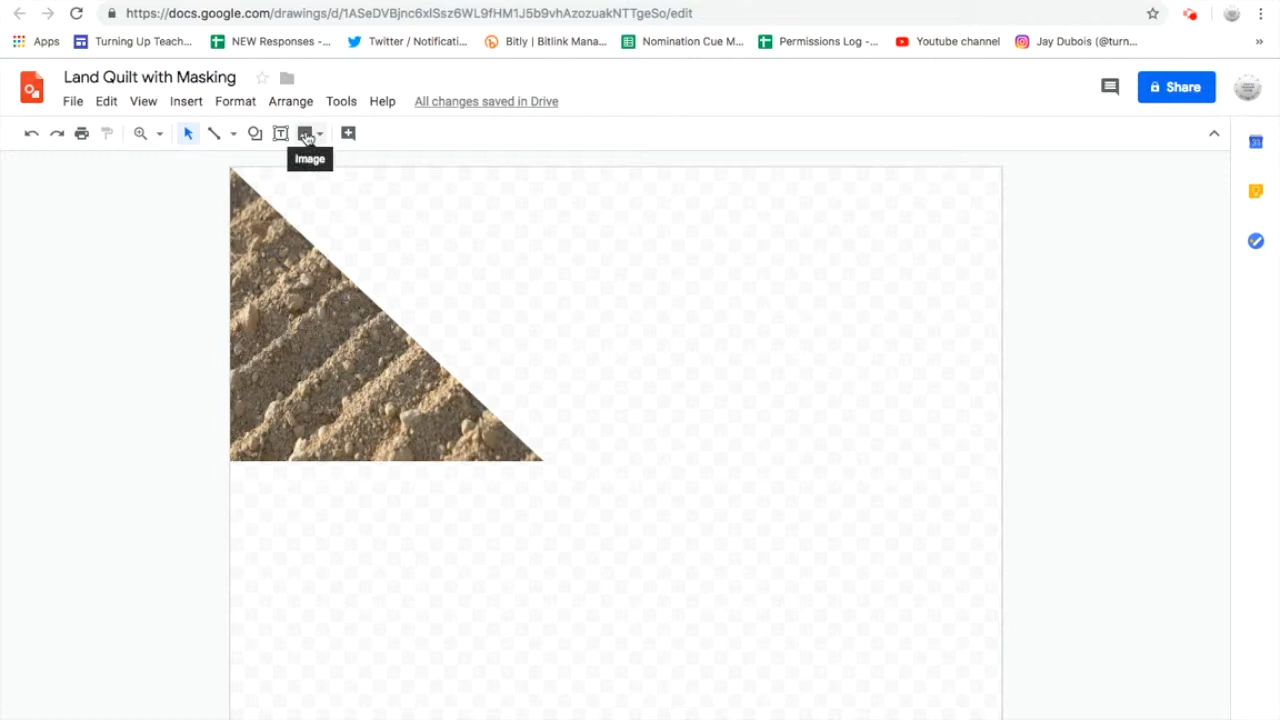 https://docs.google.com/drawings/d/1ASeDVBjnc6xlSsz6WL9fHM1J5b9vhAzozuakNTTgeSo/edit
Apps Turning Up Teach... NEW Responses -... Twitter / Notificati... Bitly | Bitlink Mana... Nomination Cue M... Permissions Log -... Youtube channel Jay Dubois (@turn... »
Land Quilt with Masking
File Edit View Insert Format Arrange Tools Help All changes saved in Drive
Share
Image
31